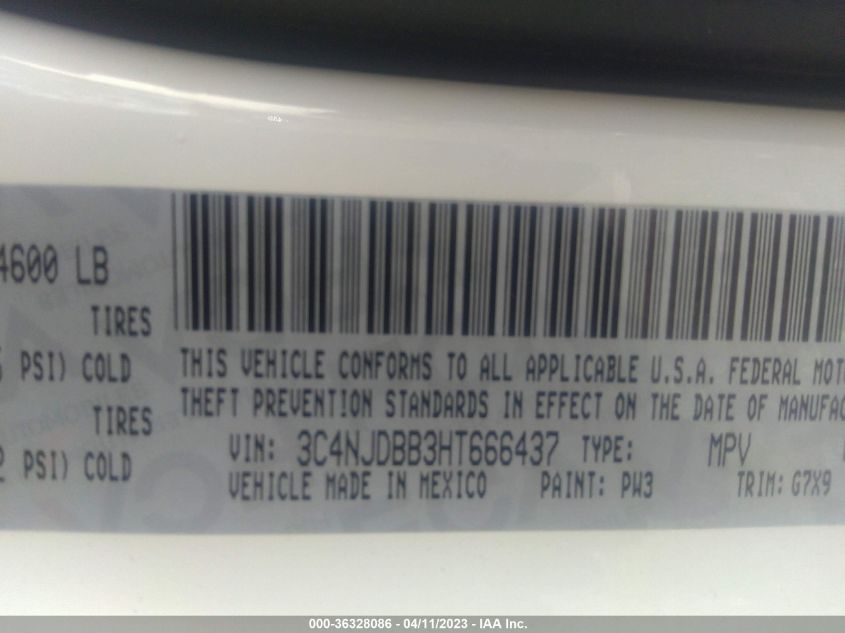 4600 LB
TIRES
PSI) COLD
THIS VEHICLE CONFORMS TO ALL APPLICABLE U.S.A. FEDERAL MOT
THEFT PREVENTION STANDARDS IN EFFECT ON THE DATE OF MANUFAC
TIRES
VIN: 3C4NJDBB3HT666437 TYPE: MPV
PSI) COLD
VEHICLE MADE IN MEXICO PAINT: PW3 TRIM: G7X9
000-36328086 - 04/11/2023 - IAA Inc.